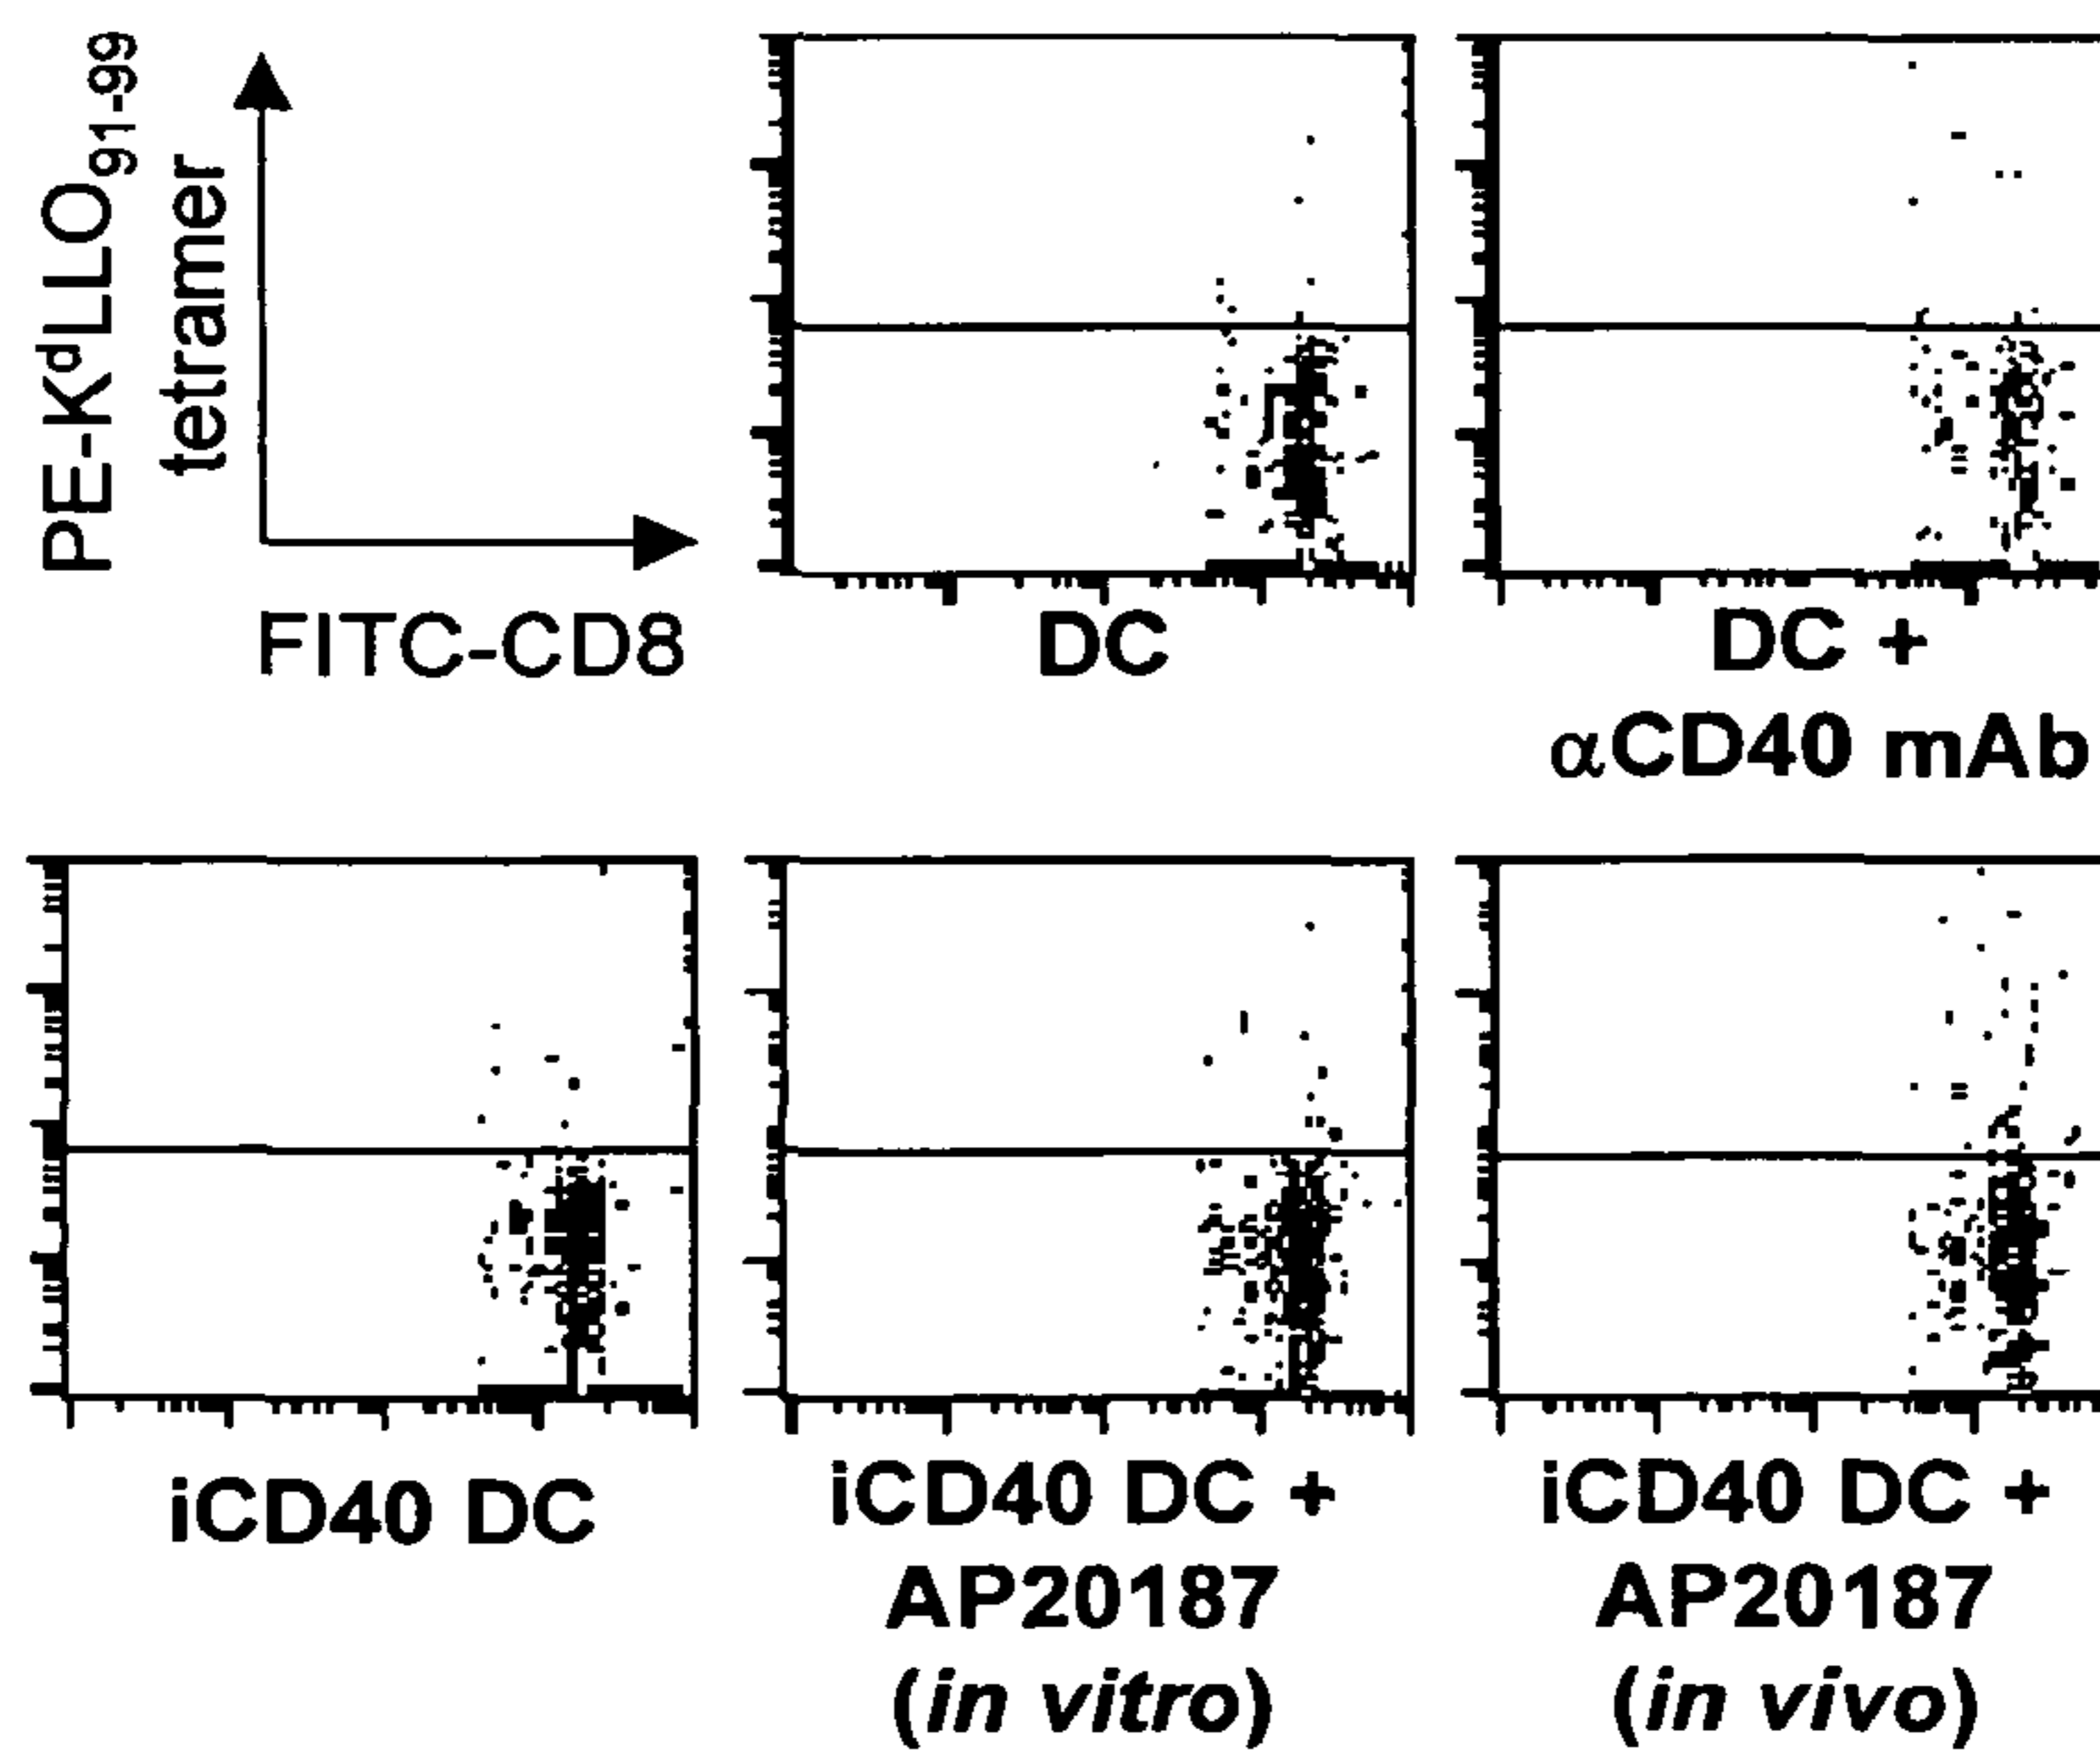 PE-KᵈLLO₉₁₋₉₉
tetramer
FITC-CD8
DC
DC +
αCD40 mAb
iCD40 DC
iCD40 DC +
AP20187
(in vitro)
iCD40 DC +
AP20187
(in vivo)